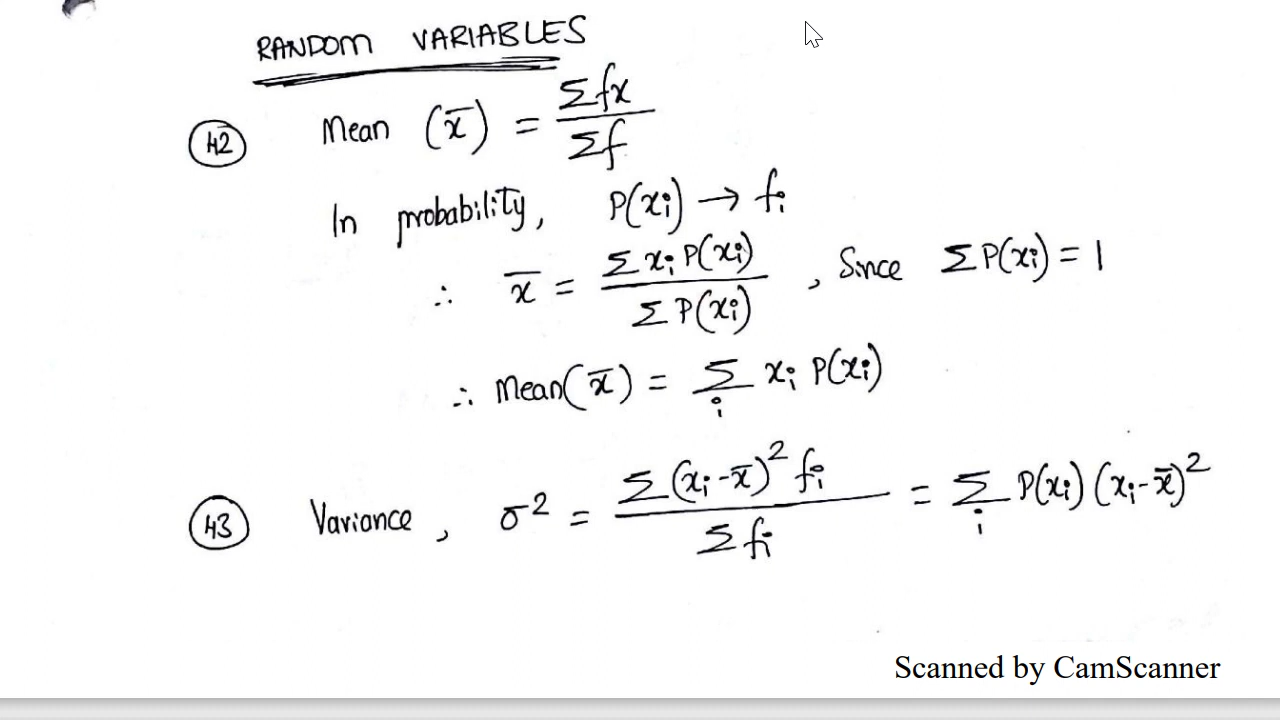 RANDOM VARIABLES
42 Mean (x̄) = Σfx / Σf
In probability, P(xi) → fi
∴ x̄ = Σ xi P(xi) / Σ P(xi) , Since Σ P(xi) = 1
∴ Mean(x̄) = Σi xi P(xi)
43 Variance, σ² = Σ (xi - x̄)² fi / Σ fi = Σi P(xi) (xi - x̄)²
Scanned by CamScanner